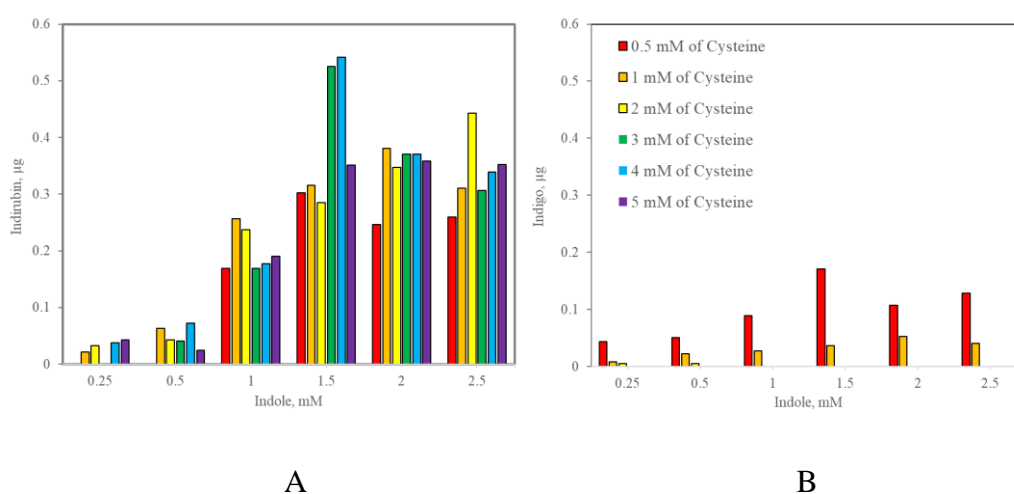 0.6
0.5
0.4
0.3
0.2
0.1
0
Indirubin, µg
0.25 0.5 1 1.5 2 2.5
Indole, mM
A
0.6
0.5
0.4
0.3
0.2
0.1
0
Indigo, µg
0.5 mM of Cysteine
1 mM of Cysteine
2 mM of Cysteine
3 mM of Cysteine
4 mM of Cysteine
5 mM of Cysteine
0.25 0.5 1 1.5 2 2.5
Indole, mM
B